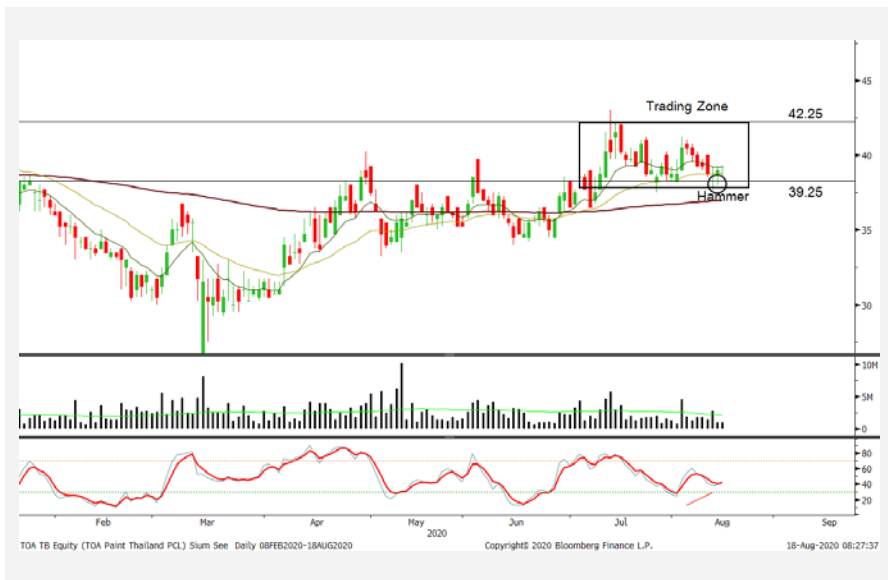 45
Trading Zone
42.25
40
39.25
Hammer
35
30
10M
5M
0
80
60
40
20
Feb Mar Apr May Jun Jul Aug Sep
2020
TOA TB Equity (TOA Paint Thailand PCL) Sium See Daily 08FEB2020-18AUG2020 Copyright© 2020 Bloomberg Finance L.P. 18-Aug-2020 08:27:37